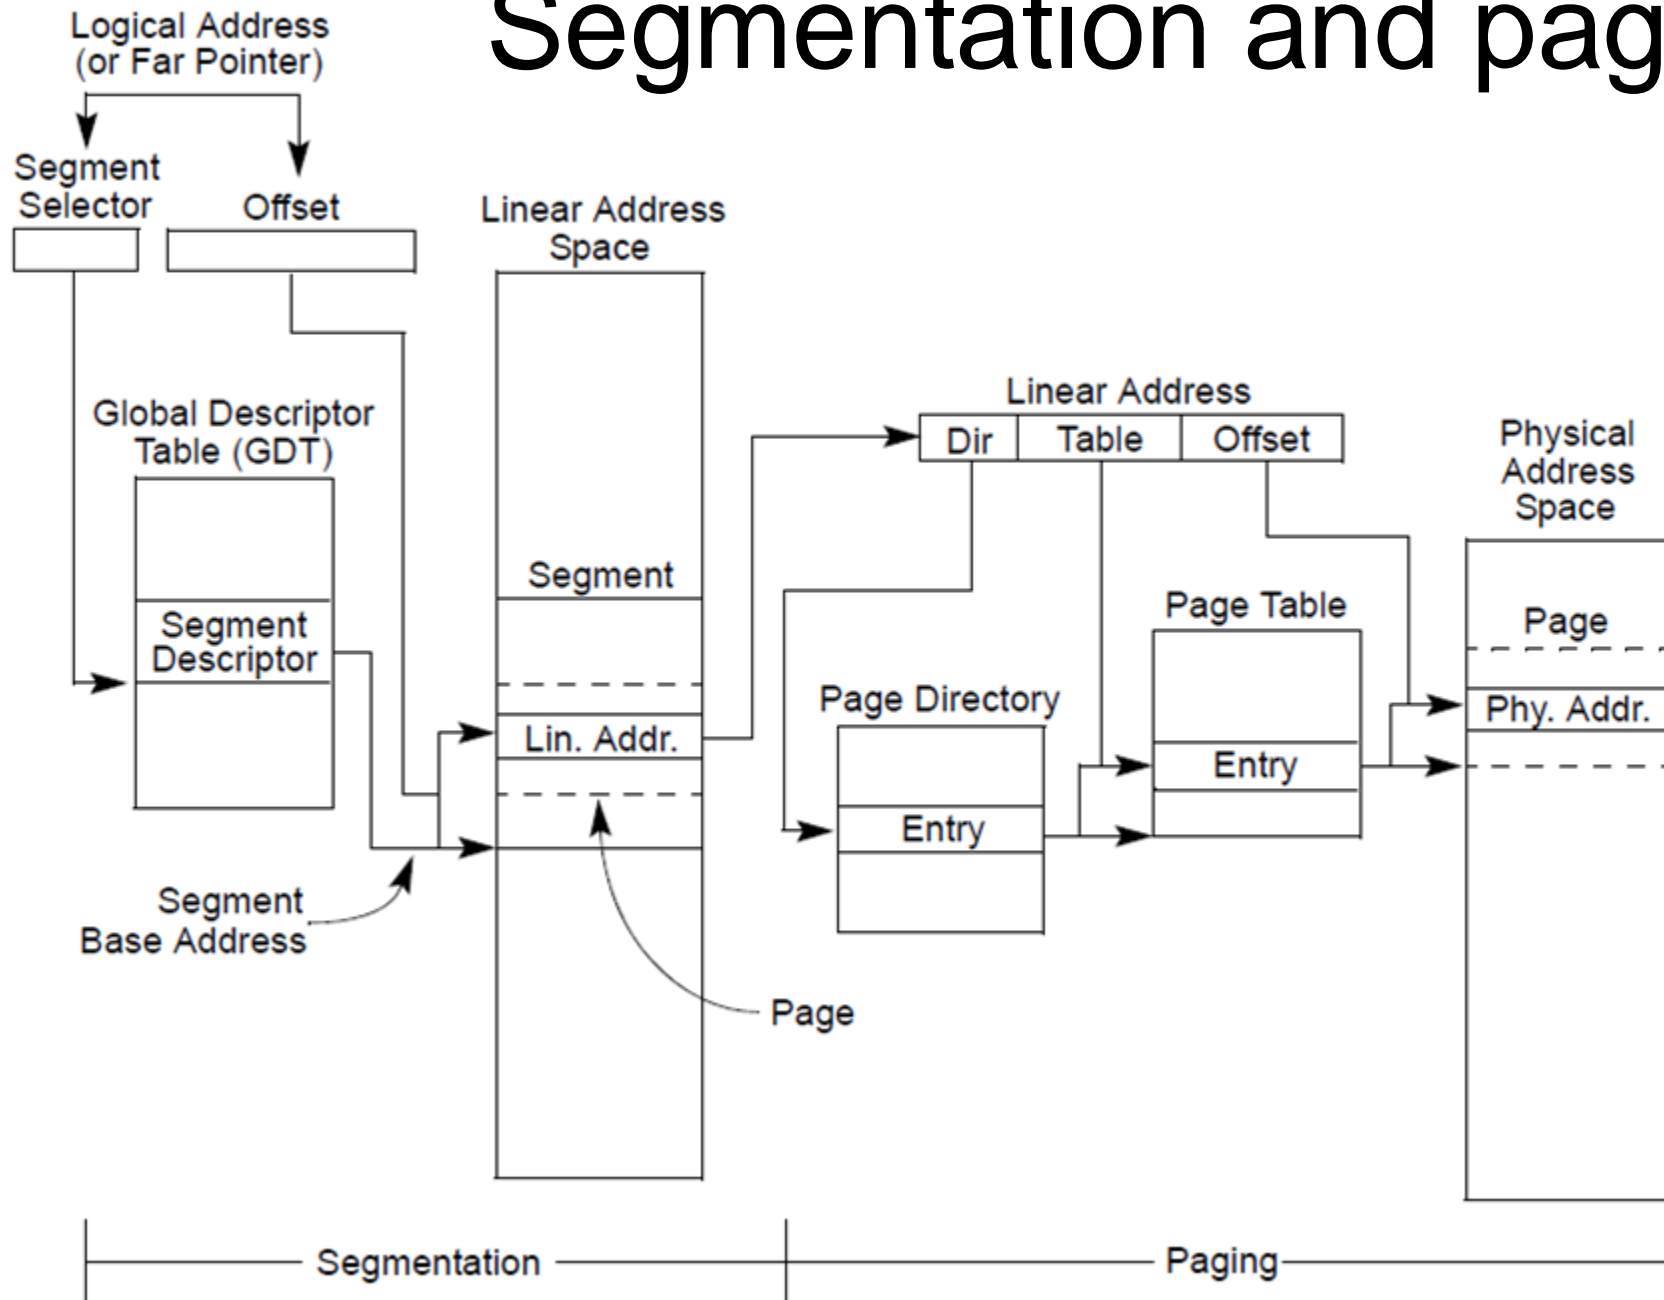 Segmentation and pag
Logical Address
(or Far Pointer)
Segment
Selector
Offset
Linear Address
Space
Global Descriptor
Table (GDT)
Segment
Descriptor
Segment
Lin. Addr.
Segment
Base Address
Page
Linear Address
Dir Table Offset
Page Directory
Entry
Page Table
Entry
Physical
Address
Space
Page
Phy. Addr.
Segmentation
Paging